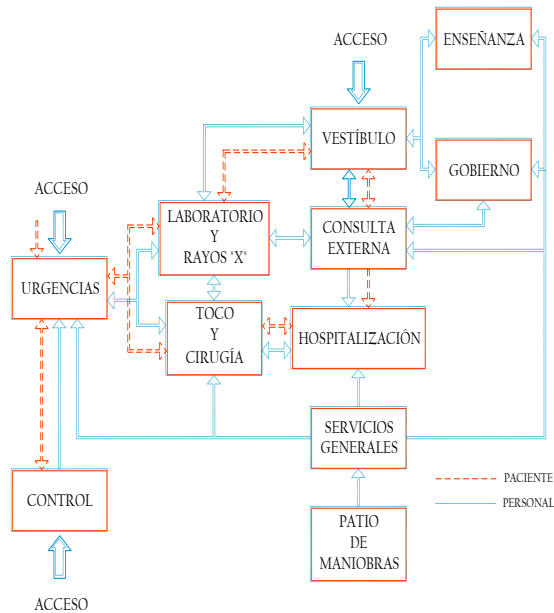 ACCESO
ENSEÑANZA
VESTÍBULO
GOBIERNO
ACCESO
LABORATORIO
Y
RAYOS "X"
CONSULTA
EXTERNA
URGENCIAS
TOCO
Y
CIRUGÍA
HOSPITALIZACIÓN
SERVICIOS
GENERALES
CONTROL
PACIENTE
PERSONAL
PATIO
DE
MANIOBRAS
ACCESO